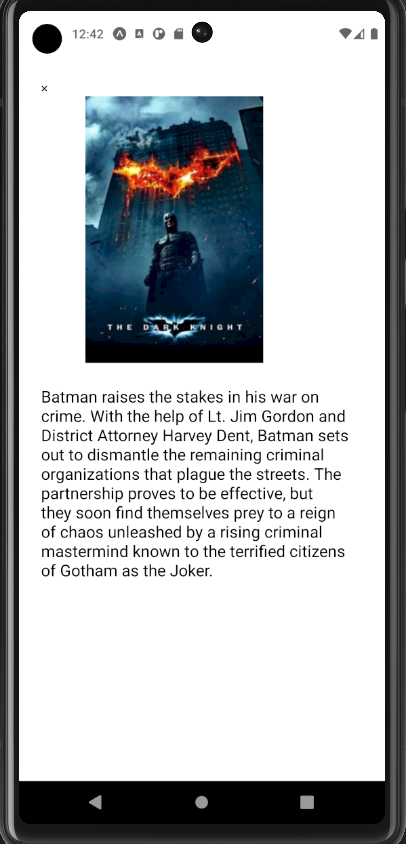 12:42
×
THE DARK KNIGHT
Batman raises the stakes in his war on
crime. With the help of Lt. Jim Gordon and
District Attorney Harvey Dent, Batman sets
out to dismantle the remaining criminal
organizations that plague the streets. The
partnership proves to be effective, but
they soon find themselves prey to a reign
of chaos unleashed by a rising criminal
mastermind known to the terrified citizens
of Gotham as the Joker.